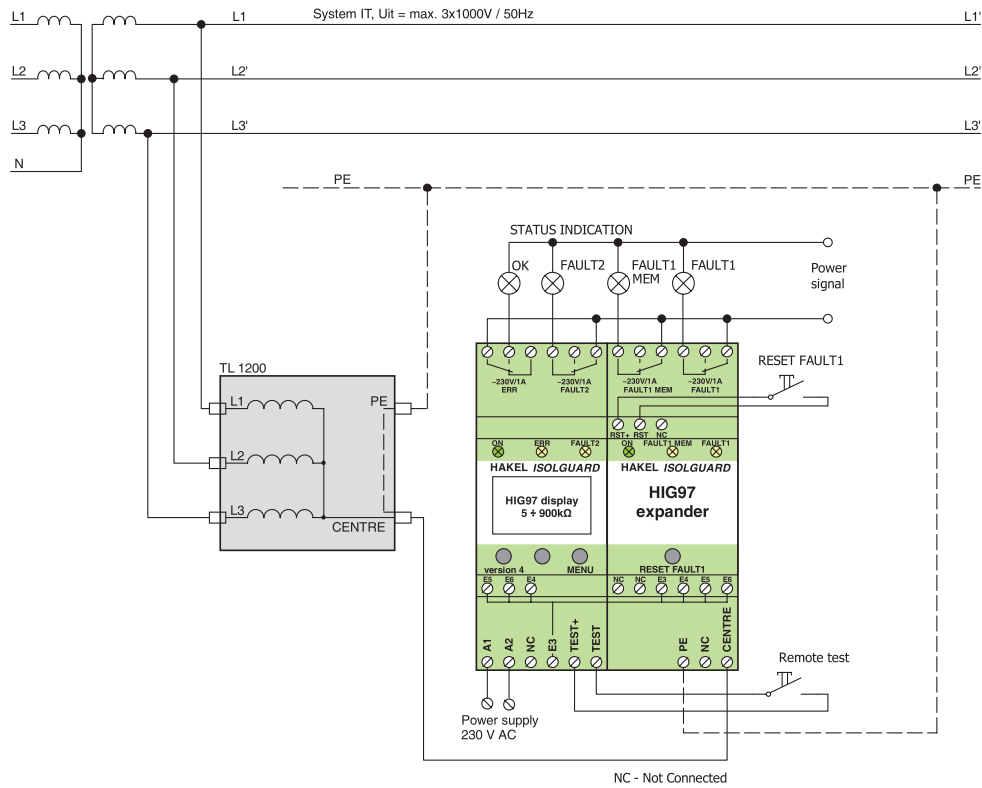 L1 L1 System IT, Uit = max. 3x1000V / 50Hz L1'
L2 L2' L2'
L3 L3' L3'
N
PE PE
STATUS INDICATION
OK FAULT2 FAULT1 MEM FAULT1
Power
signal
TL 1200
L1 PE
L2
L3
CENTRE
~230V/1A
ERR
~230V/1A
FAULT2
~230V/1A
FAULT1 MEM
~230V/1A
FAULT1
RESET FAULT1
RST+ RST NC
ON ERR FAULT2 ON FAULT1 MEM FAULT1
HAKEL ISOLGUARD HAKEL ISOLGUARD
HIG97 display
5 ÷ 900kΩ
HIG97
expander
version 4 MENU RESET FAULT1
E5 E6 E4 NC NC E3 E4 E5 E6
A1 A2 NC E3 TEST+ TEST PE NC CENTRE
Remote test
Power supply
230 V AC
NC - Not Connected